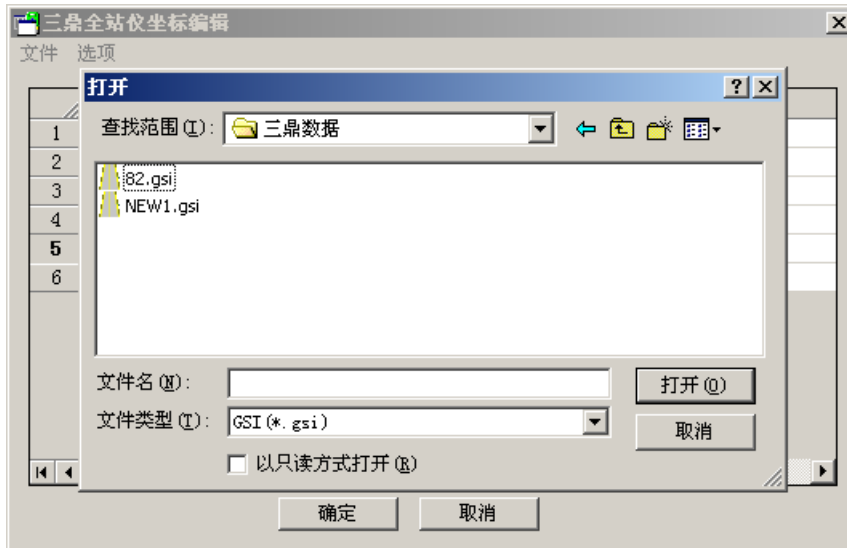 三鼎全站仪坐标编辑
文件 选项
打开
查找范围(I): 三鼎数据
1
2
3
4
5
6
82.gsi
NEW1.gsi
文件名(N):
打开(O)
文件类型(T): GSI(*.gsi)
取消
以只读方式打开(R)
确定 取消